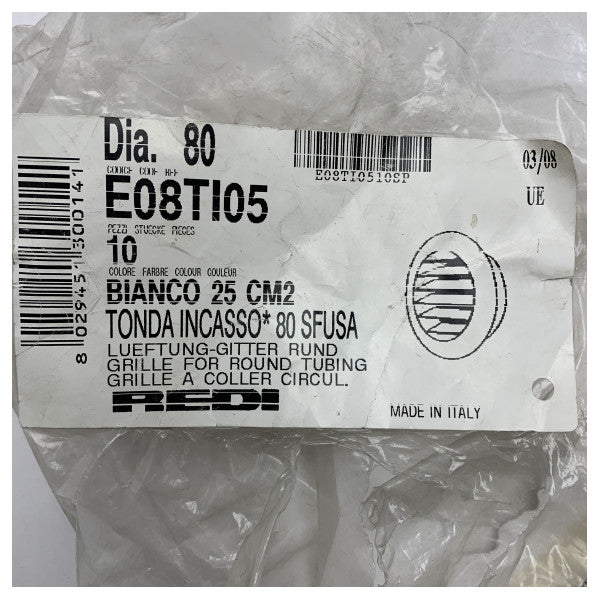 Dia. 80
CODICE CODE REF
E08TI05
PEZZI STUECKE PIECES
10
COLORE FARBRE COLOUR COULEUR
BIANCO 25 CM2
TONDA INCASSO* 80 SFUSA
LUEFTUNG-GITTER RUND
GRILLE FOR ROUND TUBING
GRILLE A COLLER CIRCUL.
REDI
8 029451 300141
E08TI0510SP
03/08
UE
MADE IN ITALY